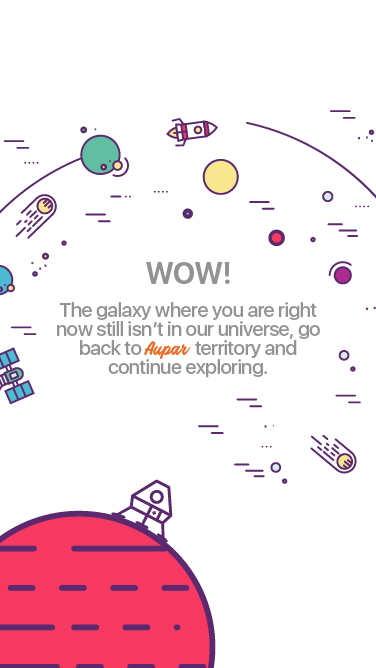 WOW!
The galaxy where you are right
now still isn't in our universe, go
back to Aupar territory and
continue exploring.